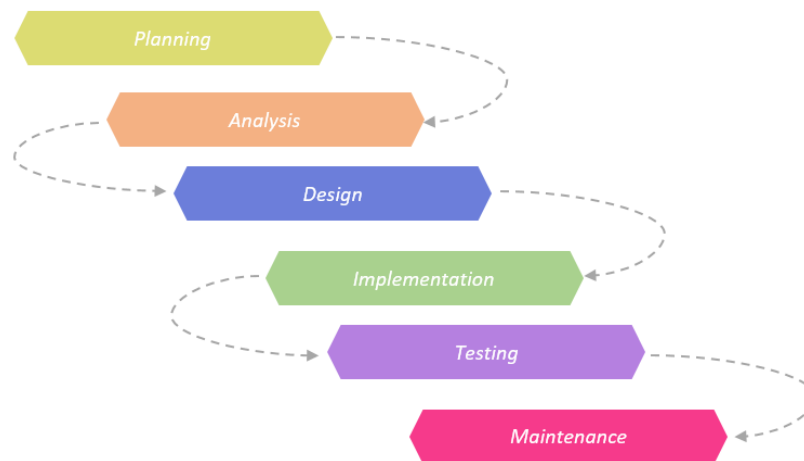 Planning
Analysis
Design
Implementation
Testing
Maintenance